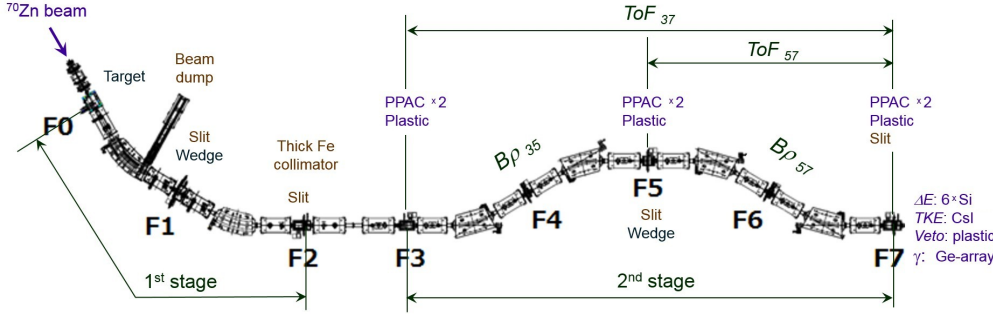 ⁷⁰Zn beam
ToF 37
Target
Beam
dump
ToF 57
PPAC ×2
Plastic
PPAC ×2
Plastic
PPAC ×2
Plastic
Slit
F0
Slit
Wedge
Thick Fe
collimator
Slit
Bρ 35
Bρ 57
F1
F2
F3
F4
F5
Slit
Wedge
F6
F7
ΔE: 6×Si
TKE: CsI
Veto: plastic
γ: Ge-array
1st stage
2nd stage